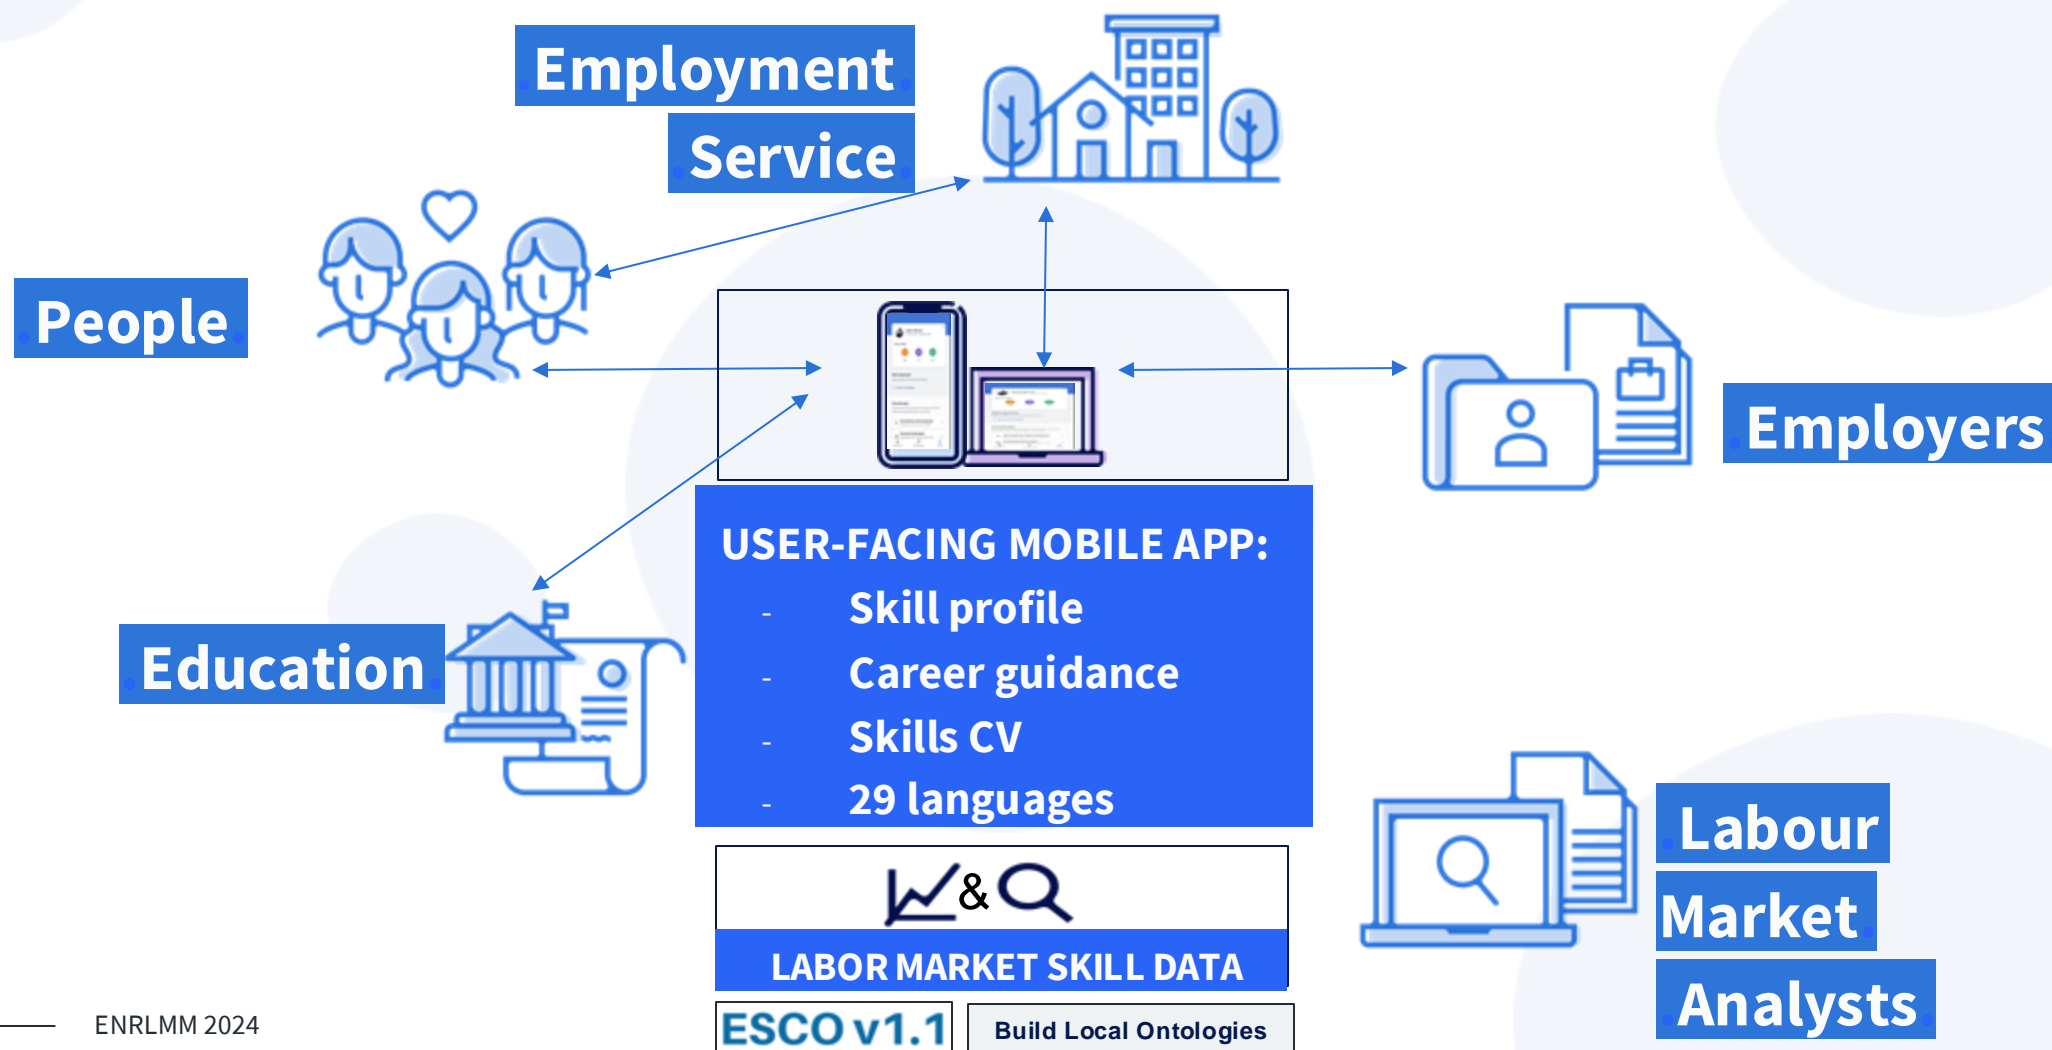 Employment
Service
People
Employers
Education
USER-FACING MOBILE APP:
- Skill profile
- Career guidance
- Skills CV
- 29 languages
&
LABOR MARKET SKILL DATA
ESCO v1.1
Build Local Ontologies
Labour
Market
Analysts
ENRLMM 2024